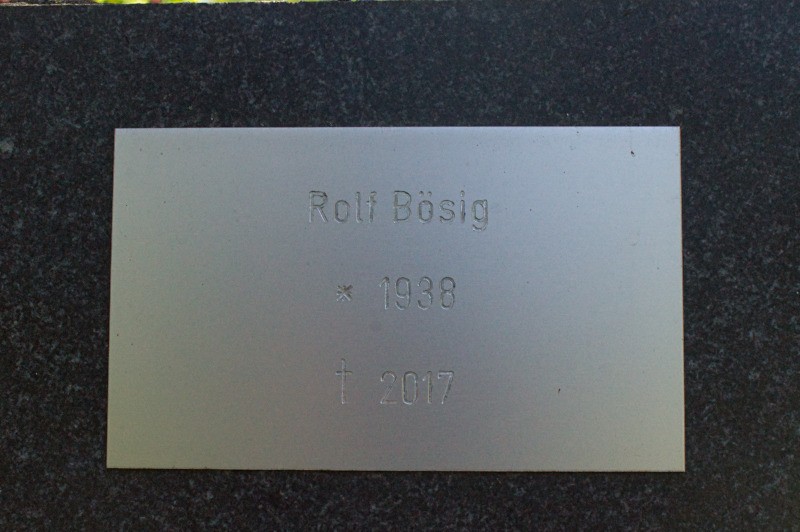 Rolf Bösig
* 1938
† 2017